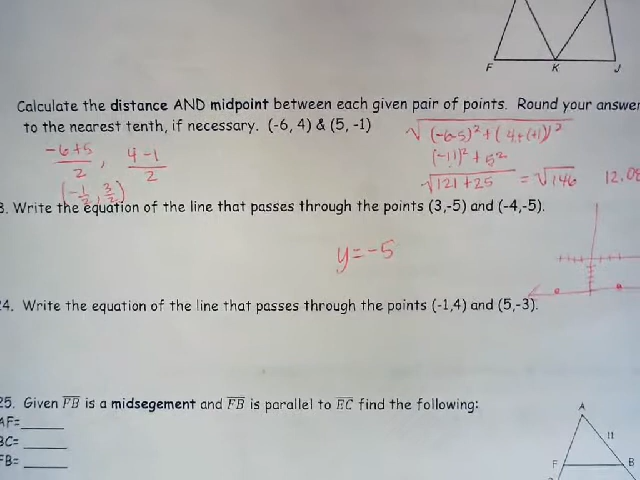 F K J
Calculate the distance AND midpoint between each given pair of points. Round your answer
to the nearest tenth, if necessary. (-6, 4) & (5, -1)
√(-6-5)²+(4+(+1))²
-6+5/2, 4-1/2
(-11)²+5²
√121+25 = √146 12.08
(-1/2, 3/2)
3. Write the equation of the line that passes through the points (3,-5) and (-4,-5).
y=-5
24. Write the equation of the line that passes through the points (-1,4) and (5,-3).
25. Given FB is a midsegement and FB is parallel to EC find the following:
AF=______
BC=______
FB=______
A
11
F B